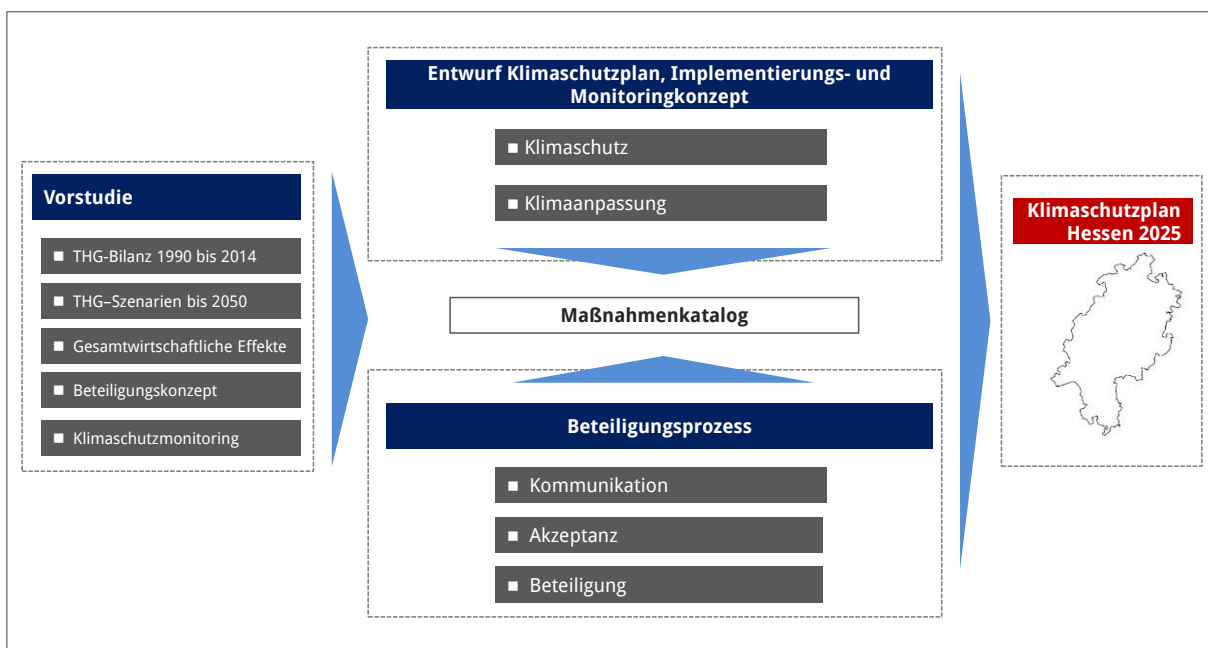 Vorstudie
▪ THG-Bilanz 1990 bis 2014
▪ THG–Szenarien bis 2050
▪ Gesamtwirtschaftliche Effekte
▪ Beteiligungskonzept
▪ Klimaschutzmonitoring
Entwurf Klimaschutzplan, Implementierungs- und
Monitoringkonzept
▪ Klimaschutz
▪ Klimaanpassung
Maßnahmenkatalog
Beteiligungsprozess
▪ Kommunikation
▪ Akzeptanz
▪ Beteiligung
Klimaschutzplan
Hessen 2025